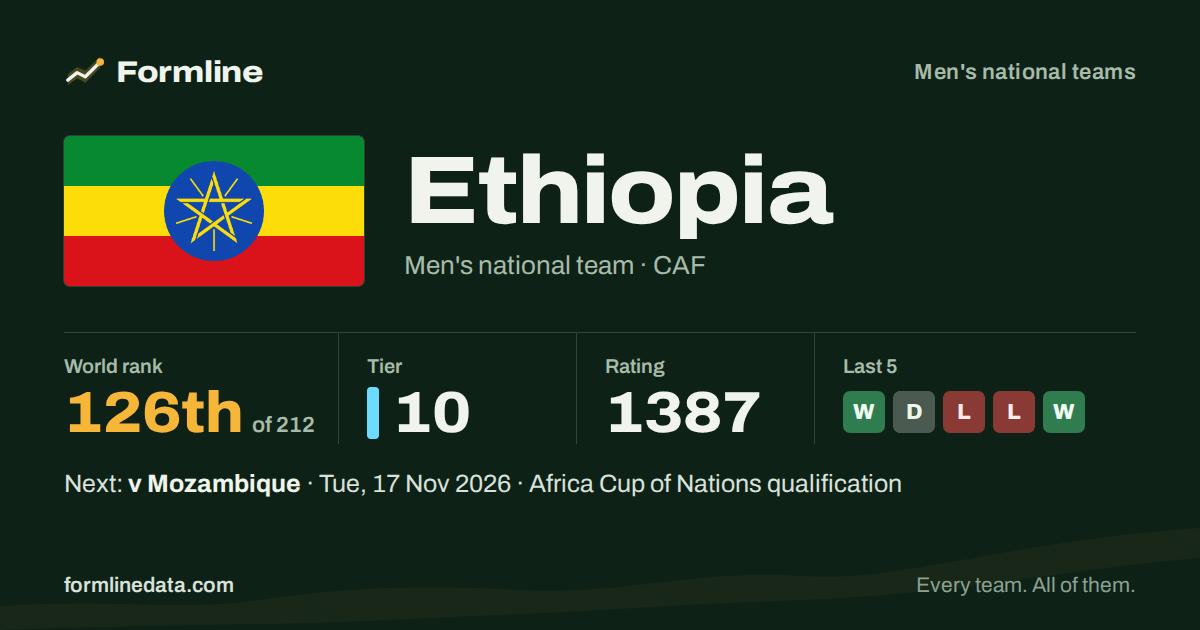 Formline
Men's national teams
Ethiopia
Men's national team · CAF
World rank
126th of 212
Tier
10
Rating
1387
Last 5
W D L L W
Next: v Mozambique · Tue, 17 Nov 2026 · Africa Cup of Nations qualification
formlinedata.com
Every team. All of them.